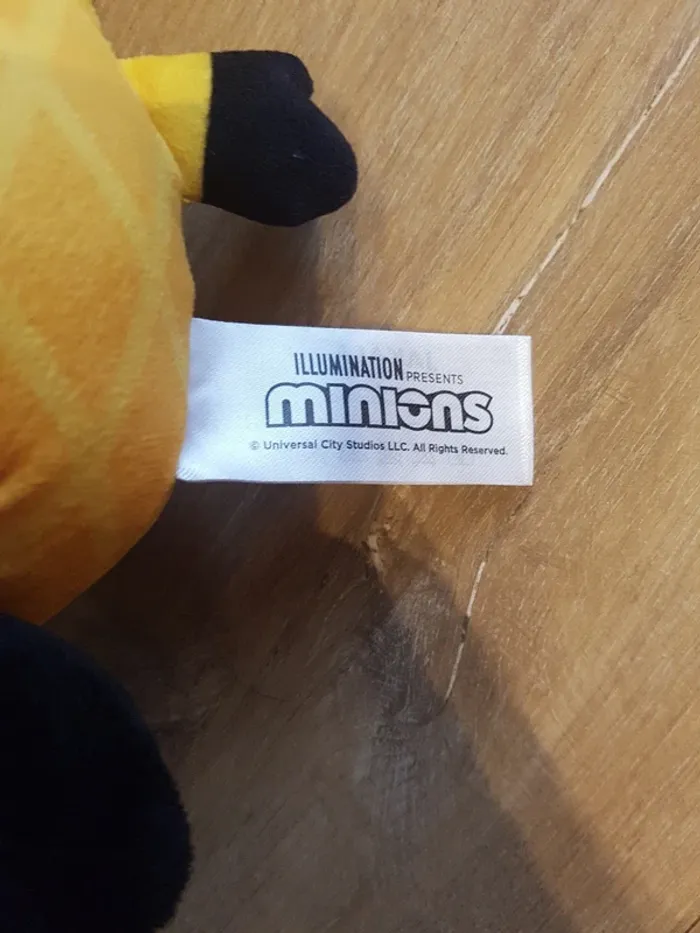 ILLUMINATION PRESENTS
minions
© Universal City Studios LLC. All Rights Reserved.